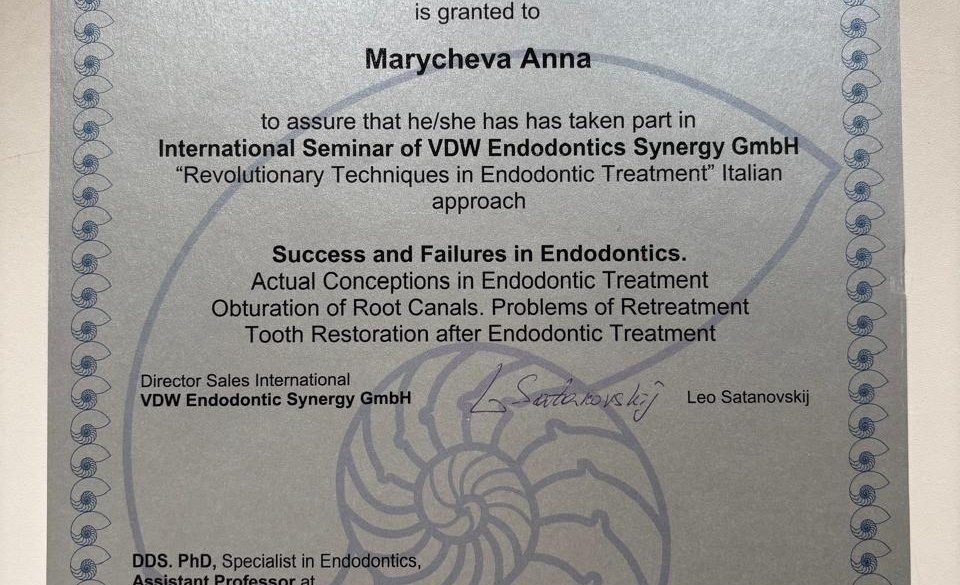 is granted to
Marycheva Anna
to assure that he/she has has taken part in
International Seminar of VDW Endodontics Synergy GmbH
“Revolutionary Techniques in Endodontic Treatment” Italian
approach
Success and Failures in Endodontics.
Actual Conceptions in Endodontic Treatment
Obturation of Root Canals. Problems of Retreatment
Tooth Restoration after Endodontic Treatment
Director Sales International
VDW Endodontic Synergy GmbH
L Satanovskij
Leo Satanovskij
DDS. PhD, Specialist in Endodontics,
Assistant Professor at